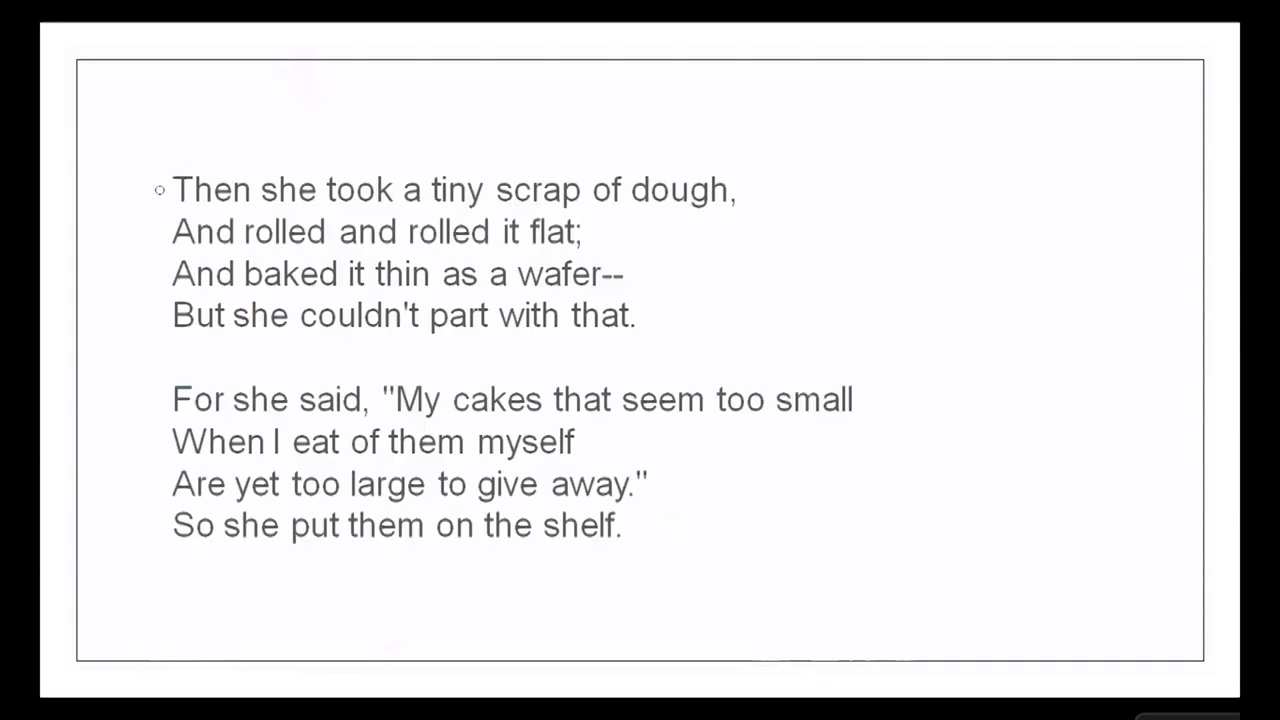 Then she took a tiny scrap of dough,
And rolled and rolled it flat;
And baked it thin as a wafer--
But she couldn't part with that.
For she said, "My cakes that seem too small
When I eat of them myself
Are yet too large to give away."
So she put them on the shelf.